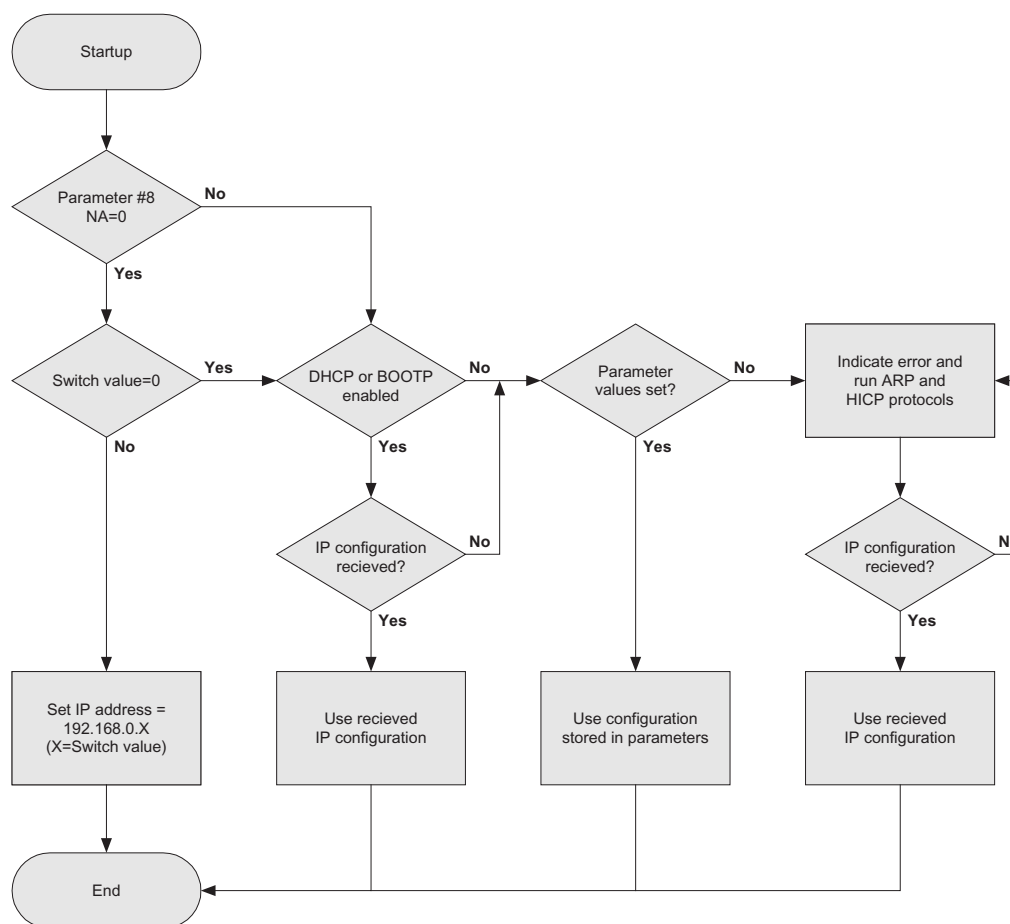 Startup
Parameter #8
NA=0
No
Yes
Switch value=0
Yes
No
DHCP or BOOTP
enabled
No
Yes
Parameter
values set?
No
Yes
Indicate error and
run ARP and
HICP protocols
IP configuration
recieved?
No
Yes
IP configuration
recieved?
N
Yes
Set IP address =
192.168.0.X
(X=Switch value)
Use recieved
IP configuration
Use configuration
stored in parameters
Use recieved
IP configuration
End